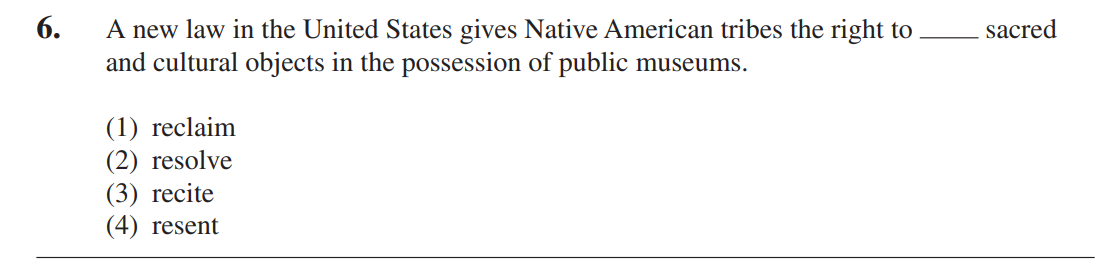 6. A new law in the United States gives Native American tribes the right to _____ sacred
and cultural objects in the possession of public museums.
(1) reclaim
(2) resolve
(3) recite
(4) resent